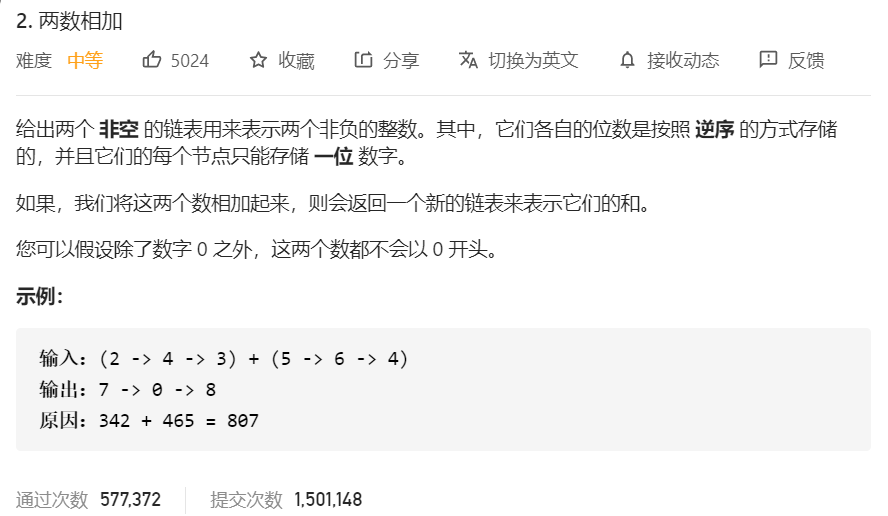 2. 两数相加
难度 中等 5024 收藏 分享 切换为英文 接收动态 反馈
给出两个 非空 的链表用来表示两个非负的整数。其中，它们各自的位数是按照 逆序 的方式存储
的，并且它们的每个节点只能存储 一位 数字。
如果，我们将这两个数相加起来，则会返回一个新的链表来表示它们的和。
您可以假设除了数字 0 之外，这两个数都不会以 0 开头。
示例：
输入：(2 -> 4 -> 3) + (5 -> 6 -> 4)
输出：7 -> 0 -> 8
原因：342 + 465 = 807
通过次数 577,372 提交次数 1,501,148